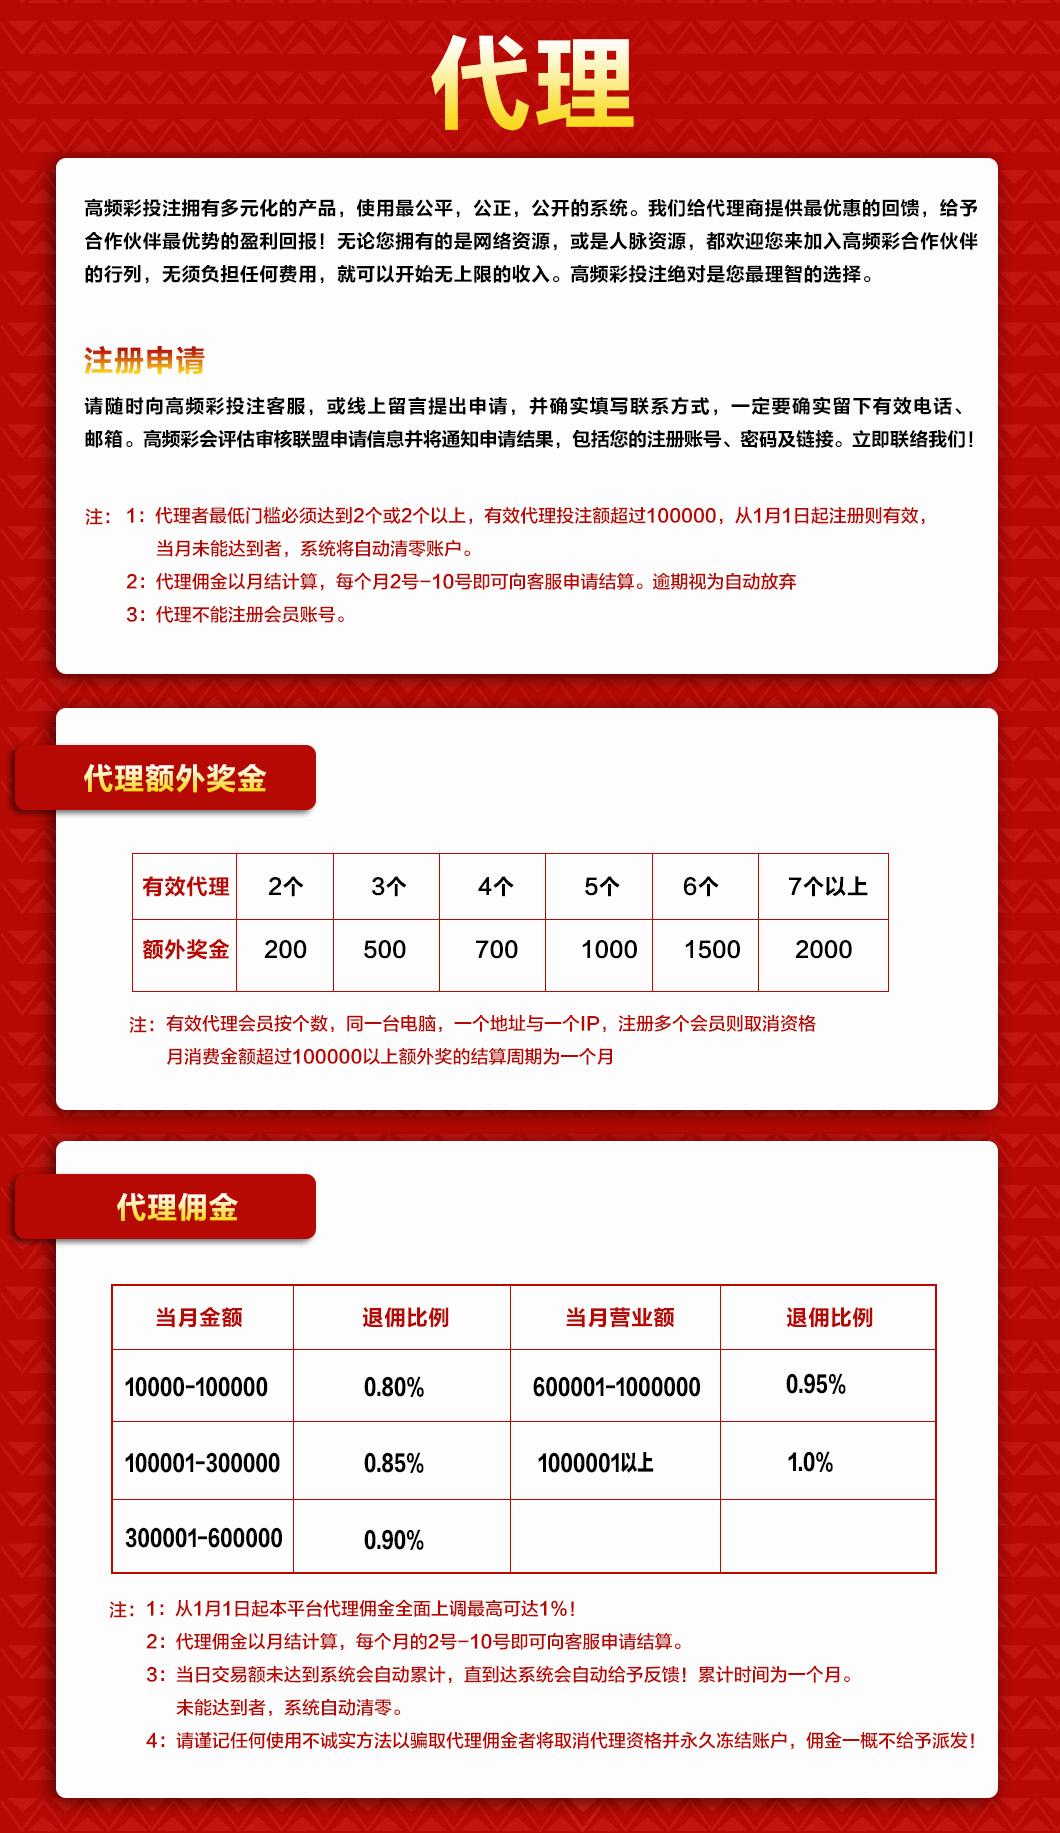 代理
高频彩投注拥有多元化的产品，使用最公平，公正，公开的系统。我们给代理商提供最优惠的回馈，给予
合作伙伴最优势的盈利回报！无论您拥有的是网络资源，或是人脉资源，都欢迎您来加入高频彩合作伙伴
的行列，无须负担任何费用，就可以开始无上限的收入。高频彩投注绝对是您最理智的选择。
注册申请
请随时向高频彩投注客服，或线上留言提出申请，并确实填写联系方式，一定要确实留下有效电话、
邮箱。高频彩会评估审核联盟申请信息并将通知申请结果，包括您的注册账号、密码及链接。立即联络我们！
注：1：代理者最低门槛必须达到2个或2个以上，有效代理投注额超过100000，从1月1日起注册则有效，
当月未能达到者，系统将自动清零账户。
2：代理佣金以月结计算，每个月2号-10号即可向客服申请结算。逾期视为自动放弃
3：代理不能注册会员账号。
代理额外奖金
有效代理 2个 3个 4个 5个 6个 7个以上
额外奖金 200 500 700 1000 1500 2000
注：有效代理会员按个数，同一台电脑，一个地址与一个IP，注册多个会员则取消资格
月消费金额超过100000以上额外奖的结算周期为一个月
代理佣金
当月金额 退佣比例 当月营业额 退佣比例
10000-100000 0.80% 600001-1000000 0.95%
100001-300000 0.85% 1000001以上 1.0%
300001-600000 0.90%
注：1：从1月1日起本平台代理佣金全面上调最高可达1%！
2：代理佣金以月结计算，每个月的2号-10号即可向客服申请结算。
3：当日交易额未达到系统会自动累计，直到达系统会自动给予反馈！累计时间为一个月。
未能达到者，系统自动清零。
4：请谨记任何使用不诚实方法以骗取代理佣金者将取消代理资格并永久冻结账户，佣金一概不给予派发！